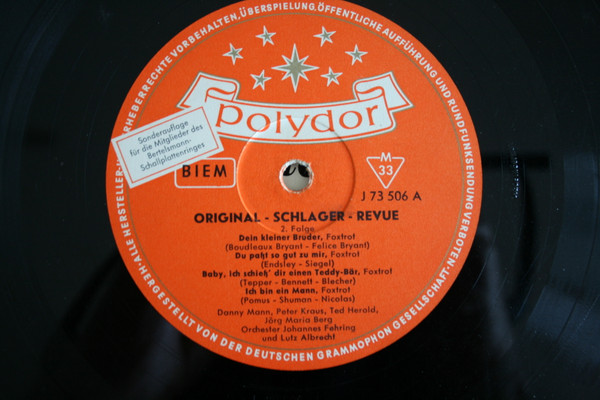 ALLE HERSTELLER- U
RHEBERRECHTE VORBEHALTEN, ÜBERSPIELUNG, ÖFFENTLICHE AUFFÜHRUNG UND RUNDFUNKSENDUNG VERBOTEN·
HERGESTELLT VON DER DEUTSCHEN GRAMMOPHON GESELLSCHAFT
polydor
Sonderauflage
für die Mitglieder des
Bertelsmann-
Schallplattenringes
BIEM
M
33
J 73 506 A
ORIGINAL - SCHLAGER - REVUE
2. Folge
Dein kleiner Bruder, Foxtrot
(Boudleaux Bryant - Felice Bryant)
Du paßt so gut zu mir, Foxtrot
(Endsley - Siegel)
Baby, ich schieß' dir einen Teddy-Bär, Foxtrot
(Tepper - Bennett - Blecher)
Ich bin ein Mann, Foxtrot
(Pomus - Shuman - Nicolas)
Danny Mann, Peter Kraus, Ted Herold,
Jörg Maria Berg
Orchester Johannes Fehring
und Lutz Albrecht